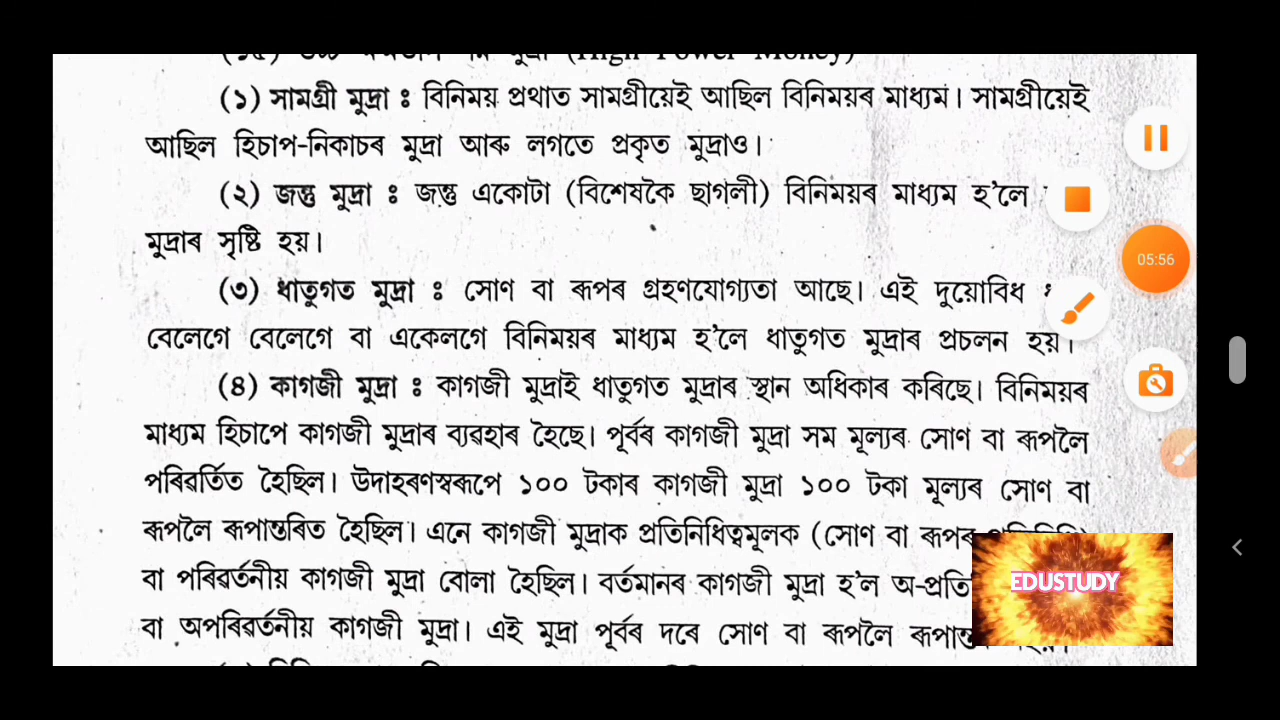 (High Power Money)
(১) সামগ্ৰী মুদ্ৰা ঃ বিনিময় প্ৰথাত সামগ্ৰীয়েই আছিল বিনিময়ৰ মাধ্যম। সামগ্ৰীয়েই
আছিল হিচাপ-নিকাচৰ মুদ্ৰা আৰু লগতে প্ৰকৃত মুদ্ৰাও।
(২) জন্তু মুদ্ৰা ঃ জন্তু একোটা (বিশেষকৈ ছাগলী) বিনিময়ৰ মাধ্যম হ’লে
মুদ্ৰাৰ সৃষ্টি হয়।
(৩) ধাতুগত মুদ্ৰা ঃ সোণ বা ৰূপৰ গ্ৰহণযোগ্যতা আছে। এই দুয়োবিধ
বেলেগে বেলেগে বা একেলগে বিনিময়ৰ মাধ্যম হ’লে ধাতুগত মুদ্ৰাৰ প্ৰচলন হয়।
(৪) কাগজী মুদ্ৰা ঃ কাগজী মুদ্ৰাই ধাতুগত মুদ্ৰাৰ স্থান অধিকাৰ কৰিছে। বিনিময়ৰ
মাধ্যম হিচাপে কাগজী মুদ্ৰাৰ ব্যৱহাৰ হৈছে। পূৰ্বৰ কাগজী মুদ্ৰা সম মূল্যৰ সোণ বা ৰূপলৈ
পৰিৱৰ্তিত হৈছিল। উদাহৰণস্বৰূপে ১০০ টকাৰ কাগজী মুদ্ৰা ১০০ টকা মূল্যৰ সোণ বা
ৰূপলৈ ৰূপান্তৰিত হৈছিল। এনে কাগজী মুদ্ৰাক প্ৰতিনিধিত্বমূলক (সোণ বা ৰূপৰ
বা পৰিৱৰ্তনীয় কাগজী মুদ্ৰা বোলা হৈছিল। বৰ্তমানৰ কাগজী মুদ্ৰা হ’ল
বা অপৰিৱৰ্তনীয় কাগজী মুদ্ৰা। এই মুদ্ৰা পূৰ্বৰ দৰে সোণ বা ৰূপলৈ
05:56
EDUSTUDY